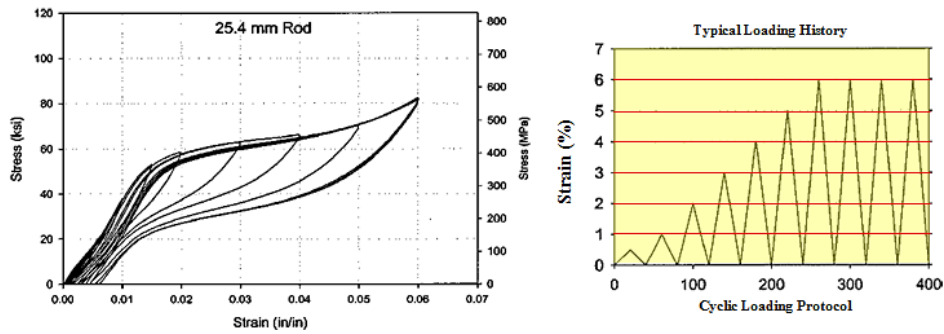 25.4 mm Rod
Stress (ksi)
120
100
80
60
40
20
0
0.00 0.01 0.02 0.03 0.04 0.05 0.06 0.07
Strain (in/in)
800
700
600
500
400
300
200
100
0
Stress (MPa)
Typical Loading History
Strain (%)
7
6
5
4
3
2
1
0
0 100 200 300 400
Cyclic Loading Protocol